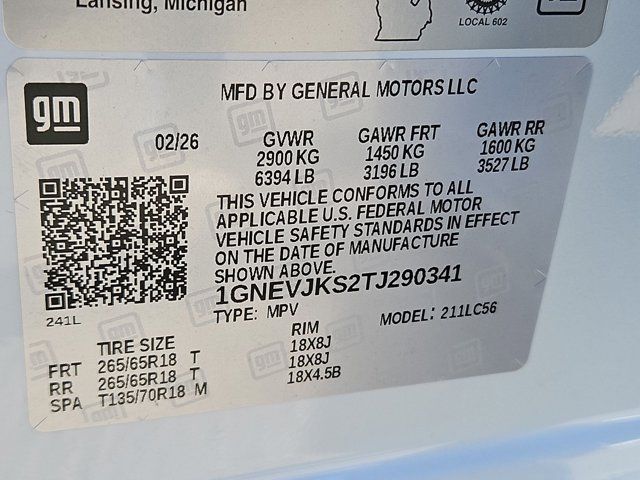 Lansing, Michigan
LOCAL 602
gm
MFD BY GENERAL MOTORS LLC
02/26
GVWR
2900 KG
6394 LB
GAWR FRT
1450 KG
3196 LB
GAWR RR
1600 KG
3527 LB
THIS VEHICLE CONFORMS TO ALL
APPLICABLE U.S. FEDERAL MOTOR
VEHICLE SAFETY STANDARDS IN EFFECT
ON THE DATE OF MANUFACTURE
SHOWN ABOVE.
1GNEVJKS2TJ290341
TYPE: MPV
MODEL: 211LC56
241L
TIRE SIZE
RIM
FRT 265/65R18 T 18X8J
RR 265/65R18 T 18X8J
SPA T135/70R18 M 18X4.5B